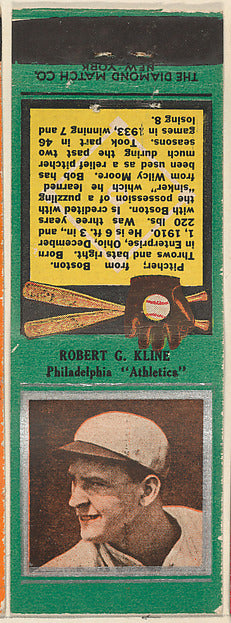 ROBERT G. KLINE
Philadelphia "Athletics"
Pitcher, from Boston.
Throws and bats right. Born
in Enterprise, Ohio, December
1, 1910. He is 6 ft. 3 in., and
220 lbs. Was three years
with Boston. Is credited with
the possession of a puzzling
"sinker" which he learned
from Wilcy Moore. Bob has
been used as a relief pitcher
much during the past two
seasons. Took part in 46
games in 1933, winning 7 and
losing 8.
THE DIAMOND MATCH CO.
NEW YORK